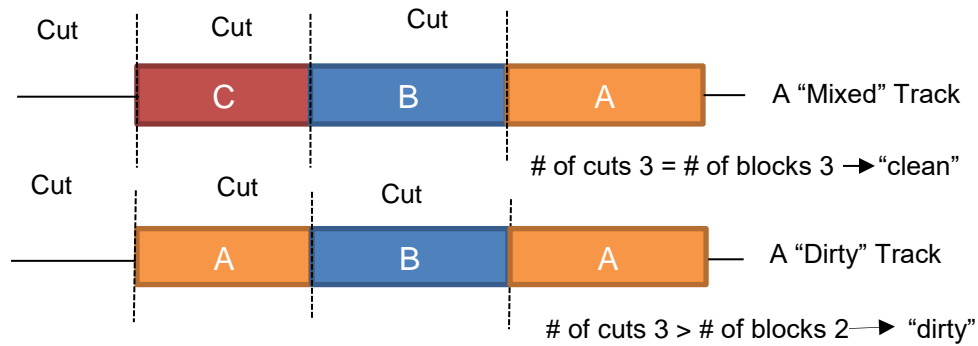 Cut Cut Cut
C B A A “Mixed” Track
# of cuts 3 = # of blocks 3 “clean”
Cut Cut Cut
A B A A “Dirty” Track
# of cuts 3 > # of blocks 2 “dirty”